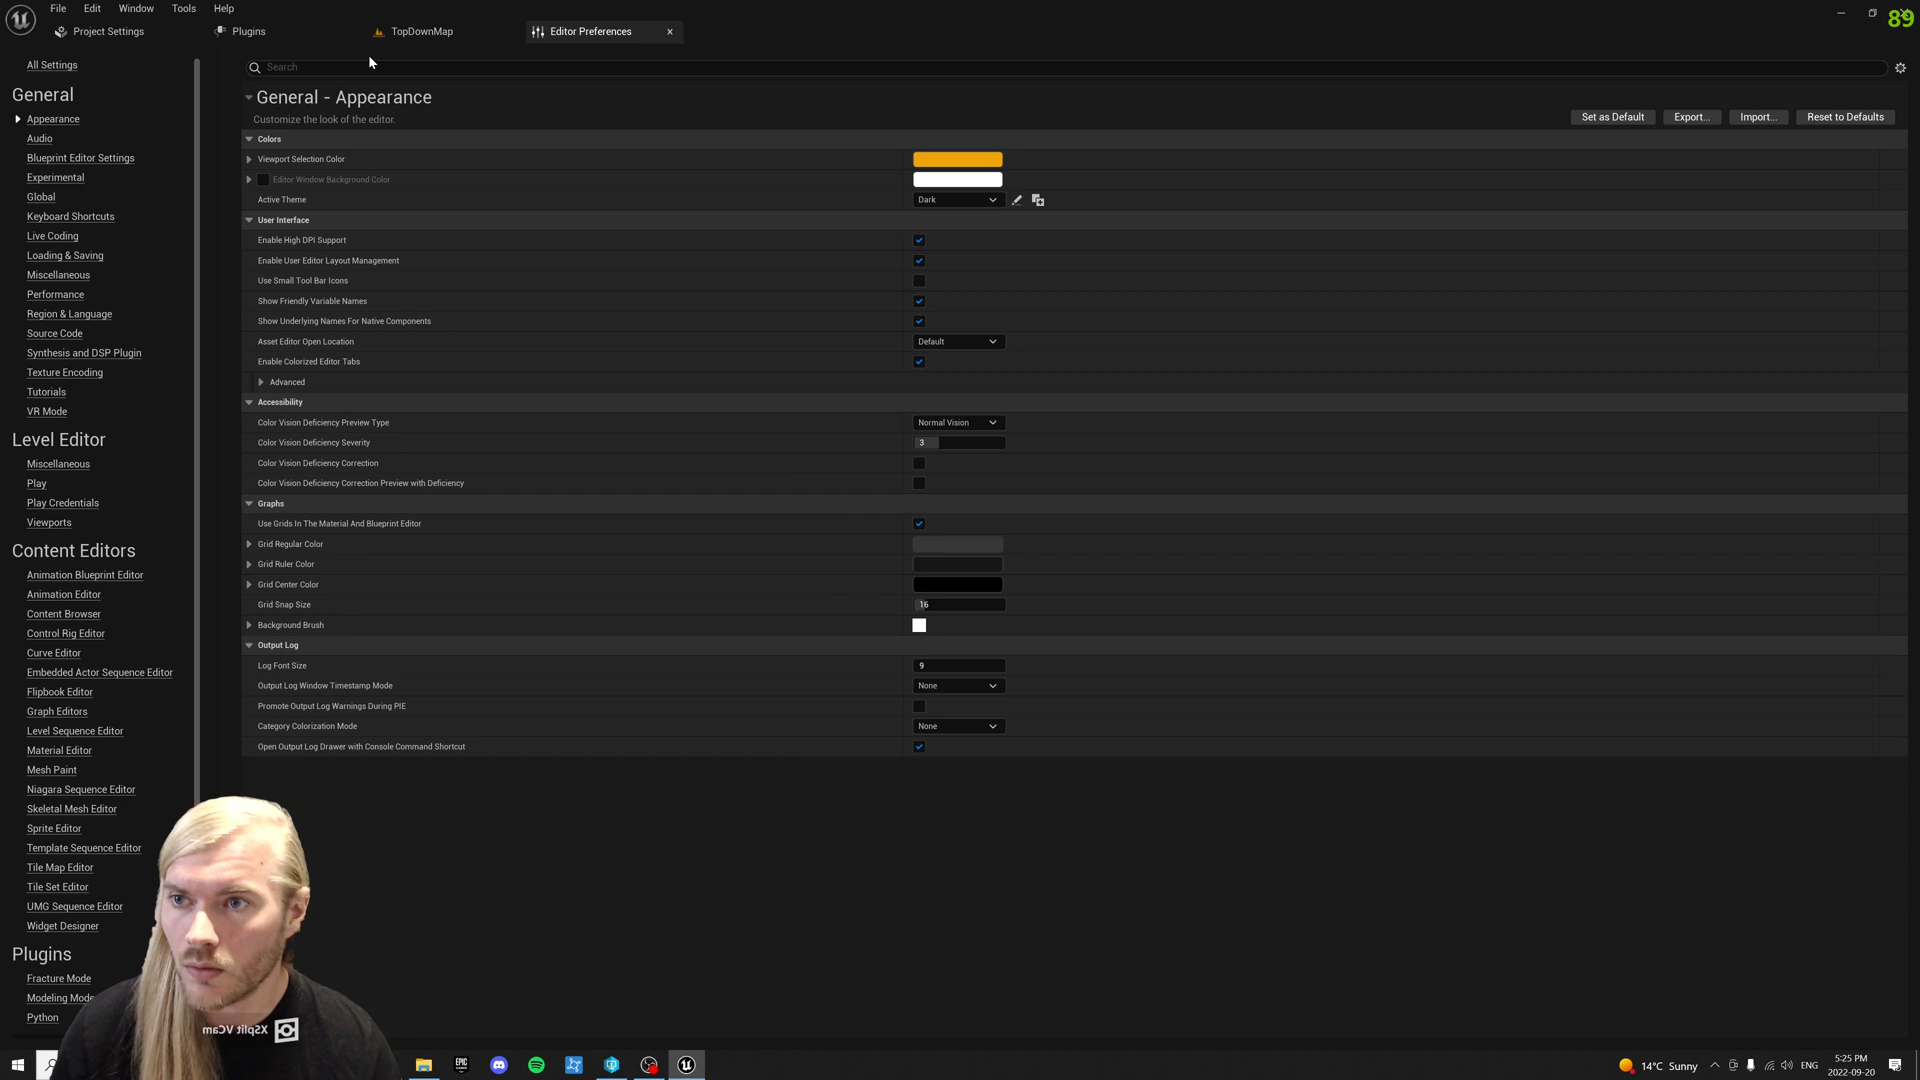 File Edit Window Tools Help
89
Project Settings Plugins TopDownMap Editor Preferences
All Settings
General
Appearance
Audio
Blueprint Editor Settings
Experimental
Global
Keyboard Shortcuts
Live Coding
Loading & Saving
Miscellaneous
Performance
Region & Language
Source Code
Synthesis and DSP Plugin
Texture Encoding
Tutorials
VR Mode
Level Editor
Miscellaneous
Play
Play Credentials
Viewports
Content Editors
Animation Blueprint Editor
Animation Editor
Content Browser
Control Rig Editor
Curve Editor
Embedded Actor Sequence Editor
Flipbook Editor
Graph Editors
Level Sequence Editor
Material Editor
Mesh Paint
Niagara Sequence Editor
Skeletal Mesh Editor
Sprite Editor
Template Sequence Editor
Tile Map Editor
Tile Set Editor
UMG Sequence Editor
Widget Designer
Plugins
Fracture Mode
Modeling Mode
Python
Search
General - Appearance
Customize the look of the editor.
Set as Default Export... Import... Reset to Defaults
Colors
Viewport Selection Color
Editor Window Background Color
Active Theme Dark
User Interface
Enable High DPI Support
Enable User Editor Layout Management
Use Small Tool Bar Icons
Show Friendly Variable Names
Show Underlying Names For Native Components
Asset Editor Open Location Default
Enable Colorized Editor Tabs
Advanced
Accessibility
Color Vision Deficiency Preview Type Normal Vision
Color Vision Deficiency Severity 3
Color Vision Deficiency Correction
Color Vision Deficiency Correction Preview with Deficiency
Graphs
Use Grids In The Material And Blueprint Editor
Grid Regular Color
Grid Ruler Color
Grid Center Color
Grid Snap Size 16
Background Brush
Output Log
Log Font Size 9
Output Log Window Timestamp Mode None
Promote Output Log Warnings During PIE
Category Colorization Mode None
Open Output Log Drawer with Console Command Shortcut
XSplit VCam
EPIC GAMES
14°C Sunny ENG 5:25 PM
2022-09-20